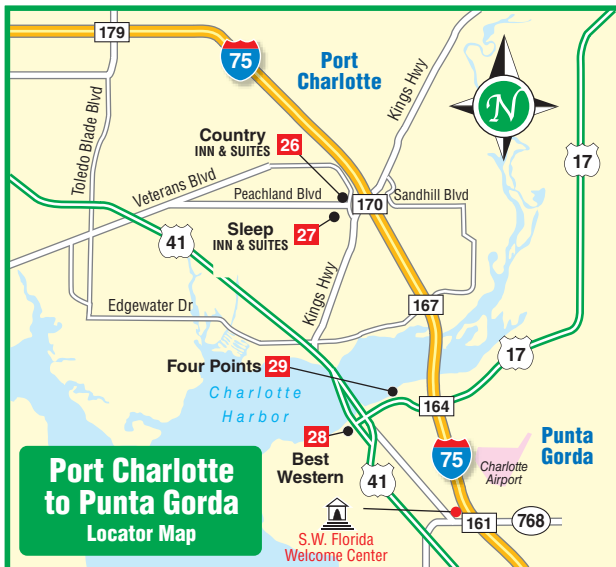 179
75
Port
Charlotte
Kings Hwy
N
17
Toledo Blade Blvd
Country
INN & SUITES
26
Veterans Blvd
Peachland Blvd
Sandhill Blvd
170
Sleep
INN & SUITES
27
41
Edgewater Dr
Kings Hwy
167
17
Four Points 29
Charlotte
Harbor
164
28
Best
Western
Punta
Gorda
75
Charlotte
Airport
41
Port Charlotte
to Punta Gorda
Locator Map
S.W. Florida
Welcome Center
161
768